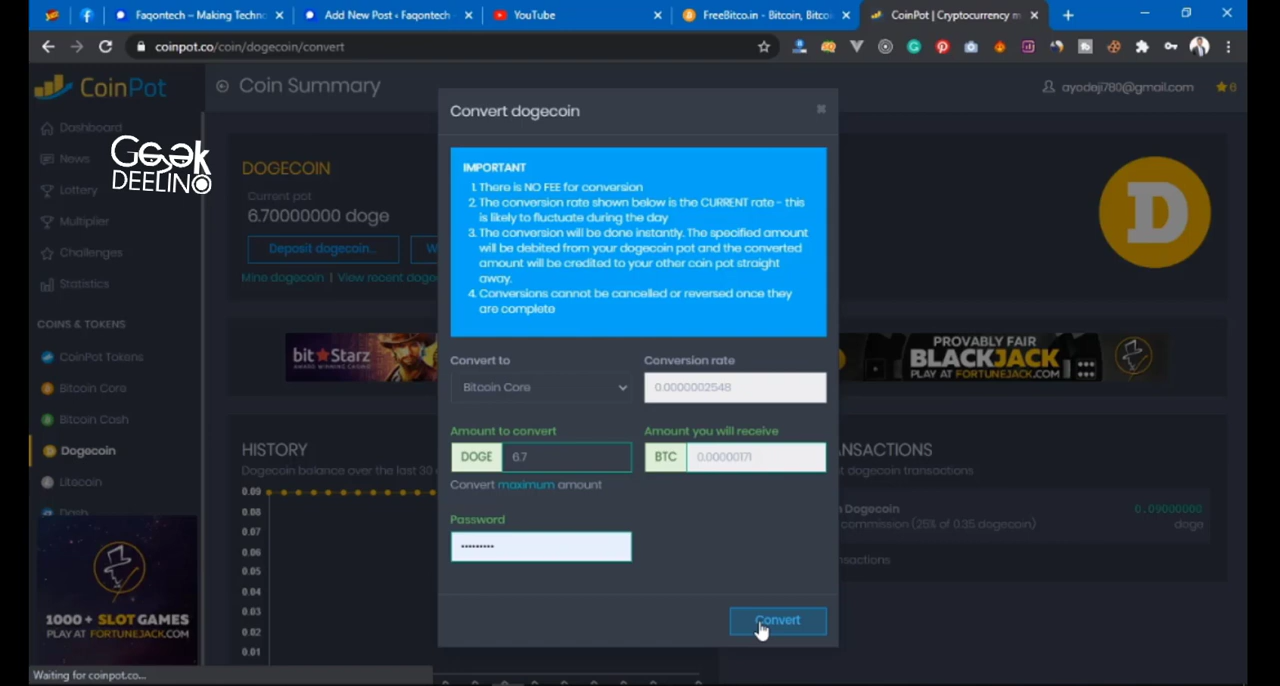 Faqontech – Making Techno
Add New Post ‹ Faqontech –
YouTube
FreeBitco.in - Bitcoin, Bitcoi
CoinPot | Cryptocurrency m
coinpot.co/coin/dogecoin/convert
CoinPot
Coin Summary
ayodeji780@gmail.com
6
Dashboard
News
Lottery
Multiplier
Challenges
Statistics
COINS & TOKENS
CoinPot Tokens
Bitcoin Core
Bitcoin Cash
Dogecoin
Litecoin
Dash
GeekDEELINO
1000 + SLOT GAMES
PLAY AT FORTUNEJACK.COM
DOGECOIN
Current pot
6.70000000 doge
Deposit dogecoin...
W
Mine dogecoin | View recent doge
bit★Starz
AWARD WINNING CASINO
HISTORY
Dogecoin balance over the last 30
0.09
0.08
0.07
0.06
0.05
0.04
0.03
0.02
0.01
Convert dogecoin
IMPORTANT
1. There is NO FEE for conversion
2. The conversion rate shown below is the CURRENT rate - this
is likely to fluctuate during the day
3. The conversion will be done instantly. The specified amount
will be debited from your dogecoin pot and the converted
amount will be credited to your other coin pot straight
away.
4. Conversions cannot be cancelled or reversed once they
are complete
Convert to
Conversion rate
Bitcoin Core
0.0000002548
Amount to convert
Amount you will receive
DOGE
6.7
BTC
0.00000171
Convert maximum amount
Password
•••••••••
Convert
D
PROVABLY FAIR
BLACKJACK
PLAY AT FORTUNEJACK.COM
ANSACTIONS
t dogecoin transactions
n Dogecoin
0.09000000
commission (25% of 0.35 dogecoin)
doge
nsactions
Waiting for coinpot.co...